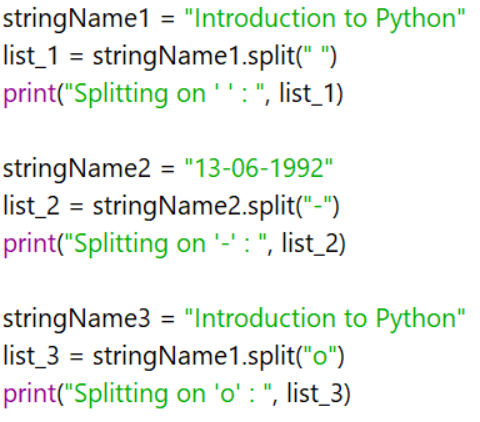 stringName1 = "Introduction to Python"
list_1 = stringName1.split(" ")
print("Splitting on ' ' : ", list_1)
stringName2 = "13-06-1992"
list_2 = stringName2.split("-")
print("Splitting on '-' : ", list_2)
stringName3 = "Introduction to Python"
list_3 = stringName1.split("o")
print("Splitting on 'o' : ", list_3)